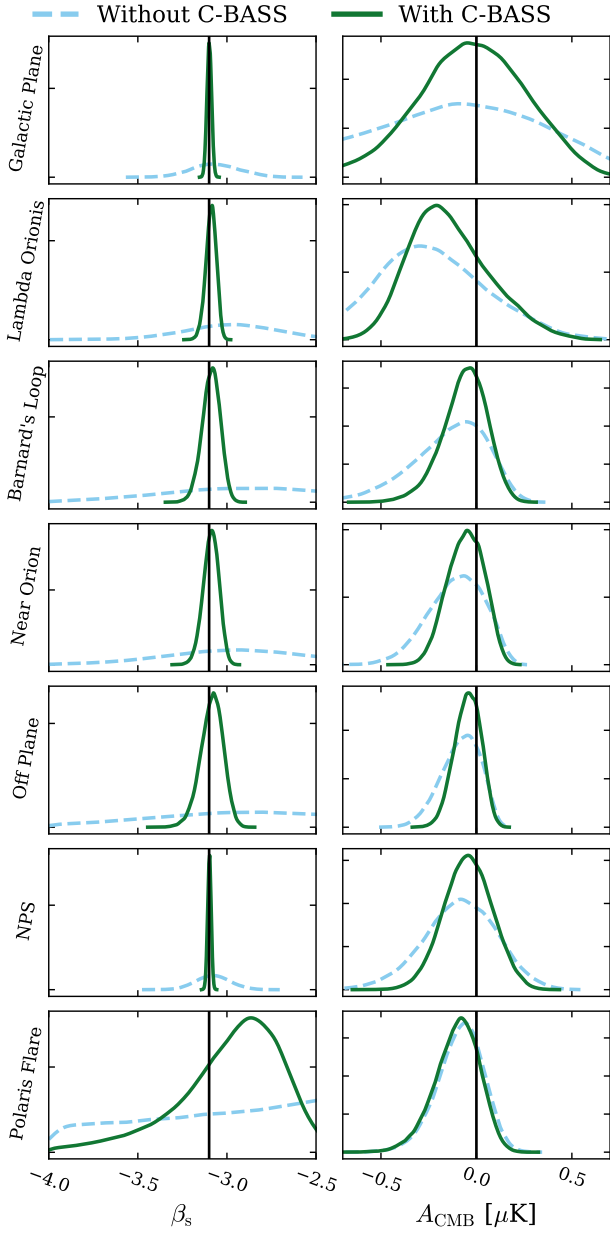 Without C-BASS With C-BASS
Galactic Plane
Lambda Orionis
Barnard's Loop
Near Orion
Off Plane
NPS
Polaris Flare
−4.0 −3.5 −3.0 −2.5 −0.5 0.0 0.5
βs ACMB [μK]